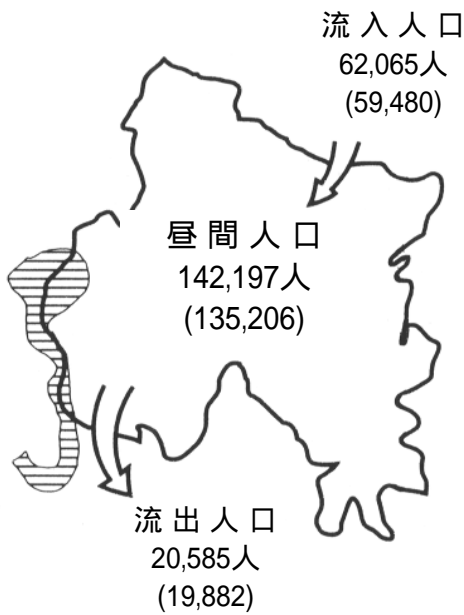 流入人口
62,065人
(59,480)
昼間人口
142,197人
(135,206)
流出人口
20,585人
(19,882)